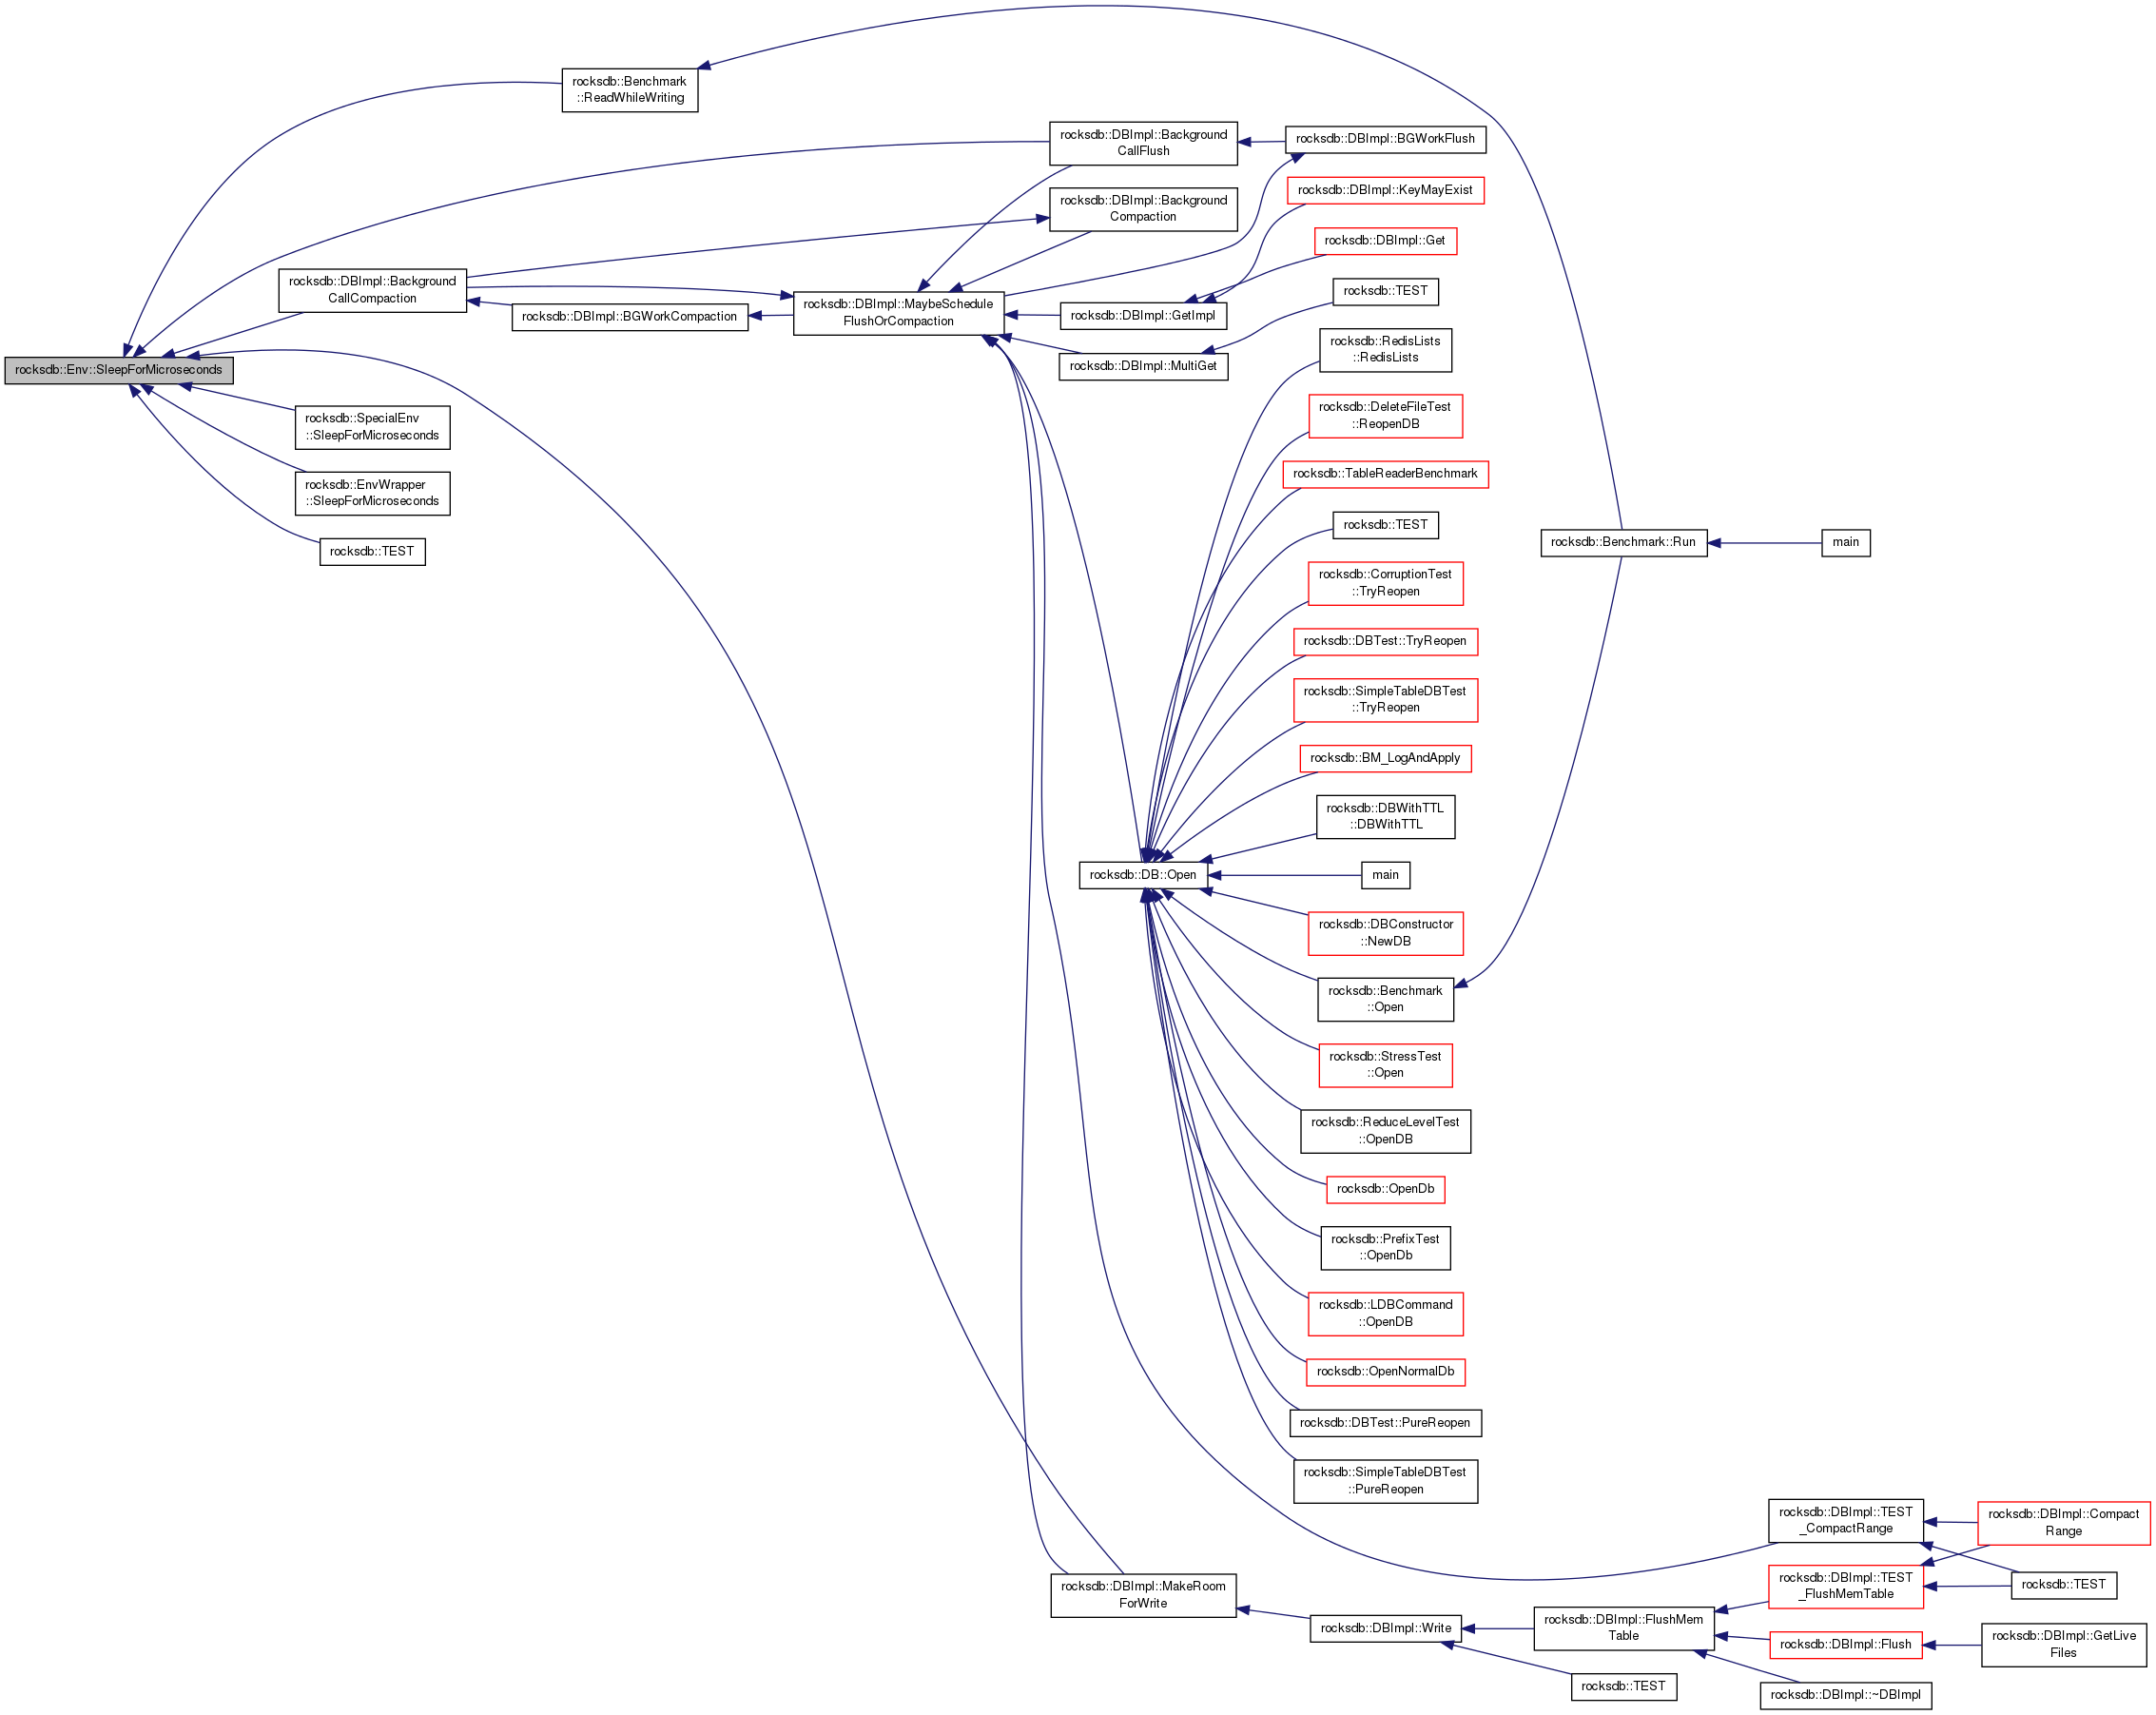 rocksdb::Benchmark
::ReadWhileWriting
rocksdb::DBImpl::Background
CallFlush
rocksdb::DBImpl::BGWorkFlush
rocksdb::DBImpl::KeyMayExist
rocksdb::DBImpl::Background
Compaction
rocksdb::DBImpl::Get
rocksdb::DBImpl::Background
CallCompaction
rocksdb::DBImpl::BGWorkCompaction
rocksdb::DBImpl::MaybeSchedule
FlushOrCompaction
rocksdb::DBImpl::GetImpl
rocksdb::TEST
rocksdb::DBImpl::MultiGet
rocksdb::RedisLists
::RedisLists
rocksdb::Env::SleepForMicroseconds
rocksdb::SpecialEnv
::SleepForMicroseconds
rocksdb::EnvWrapper
::SleepForMicroseconds
rocksdb::TEST
rocksdb::DeleteFileTest
::ReopenDB
rocksdb::TableReaderBenchmark
rocksdb::TEST
rocksdb::Benchmark::Run
main
rocksdb::CorruptionTest
::TryReopen
rocksdb::DBTest::TryReopen
rocksdb::SimpleTableDBTest
::TryReopen
rocksdb::BM_LogAndApply
rocksdb::DBWithTTL
::DBWithTTL
rocksdb::DB::Open
main
rocksdb::DBConstructor
::NewDB
rocksdb::Benchmark
::Open
rocksdb::StressTest
::Open
rocksdb::ReduceLevelTest
::OpenDB
rocksdb::OpenDb
rocksdb::PrefixTest
::OpenDb
rocksdb::LDBCommand
::OpenDB
rocksdb::OpenNormalDb
rocksdb::DBTest::PureReopen
rocksdb::SimpleTableDBTest
::PureReopen
rocksdb::DBImpl::TEST
_CompactRange
rocksdb::DBImpl::Compact
Range
rocksdb::DBImpl::TEST
_FlushMemTable
rocksdb::TEST
rocksdb::DBImpl::MakeRoom
ForWrite
rocksdb::DBImpl::Write
rocksdb::DBImpl::FlushMem
Table
rocksdb::DBImpl::Flush
rocksdb::DBImpl::GetLive
Files
rocksdb::TEST
rocksdb::DBImpl::~DBImpl